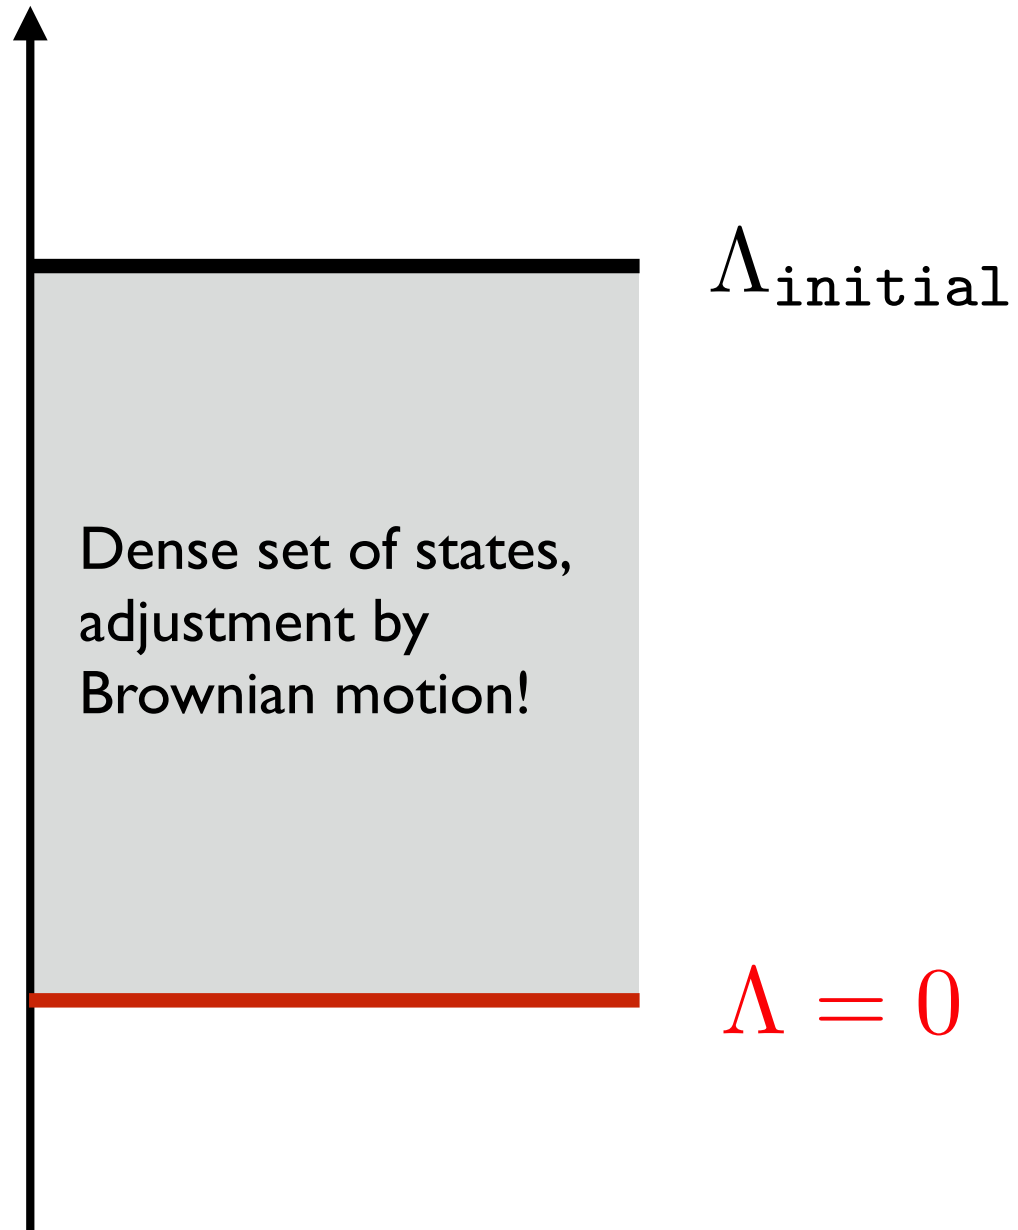 Λinitial
Dense set of states,
adjustment by
Brownian motion!
Λ = 0